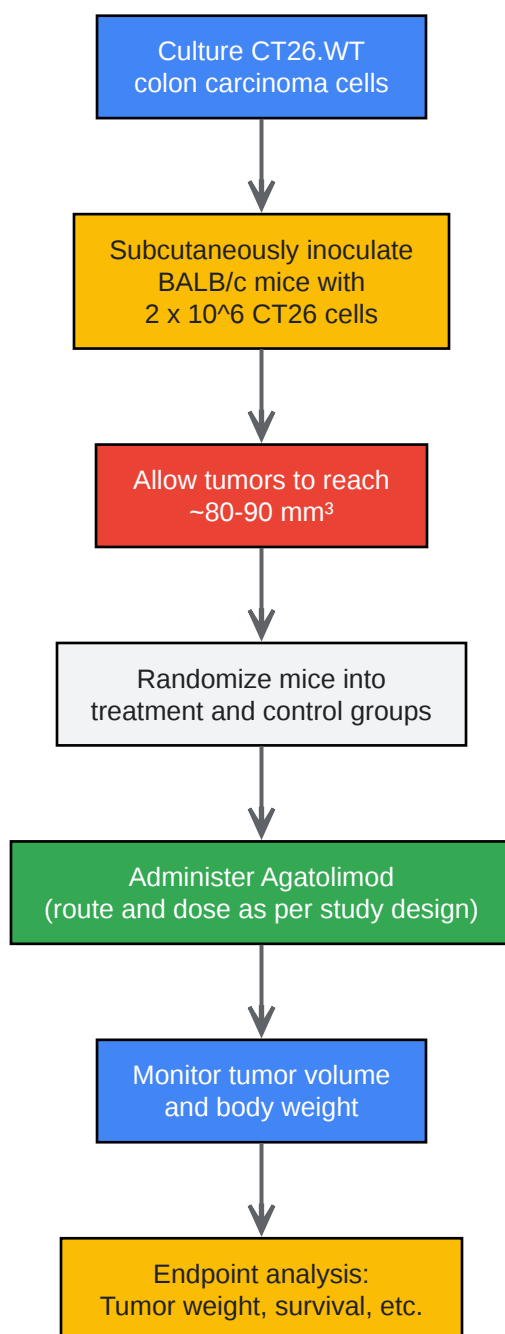 Culture CT26.WT
colon carcinoma cells
Subcutaneously inoculate
BALB/c mice with
2 x 10^6 CT26 cells
Allow tumors to reach
~80-90 mm³
Randomize mice into
treatment and control groups
Administer Agatolimod
(route and dose as per study design)
Monitor tumor volume
and body weight
Endpoint analysis:
Tumor weight, survival, etc.